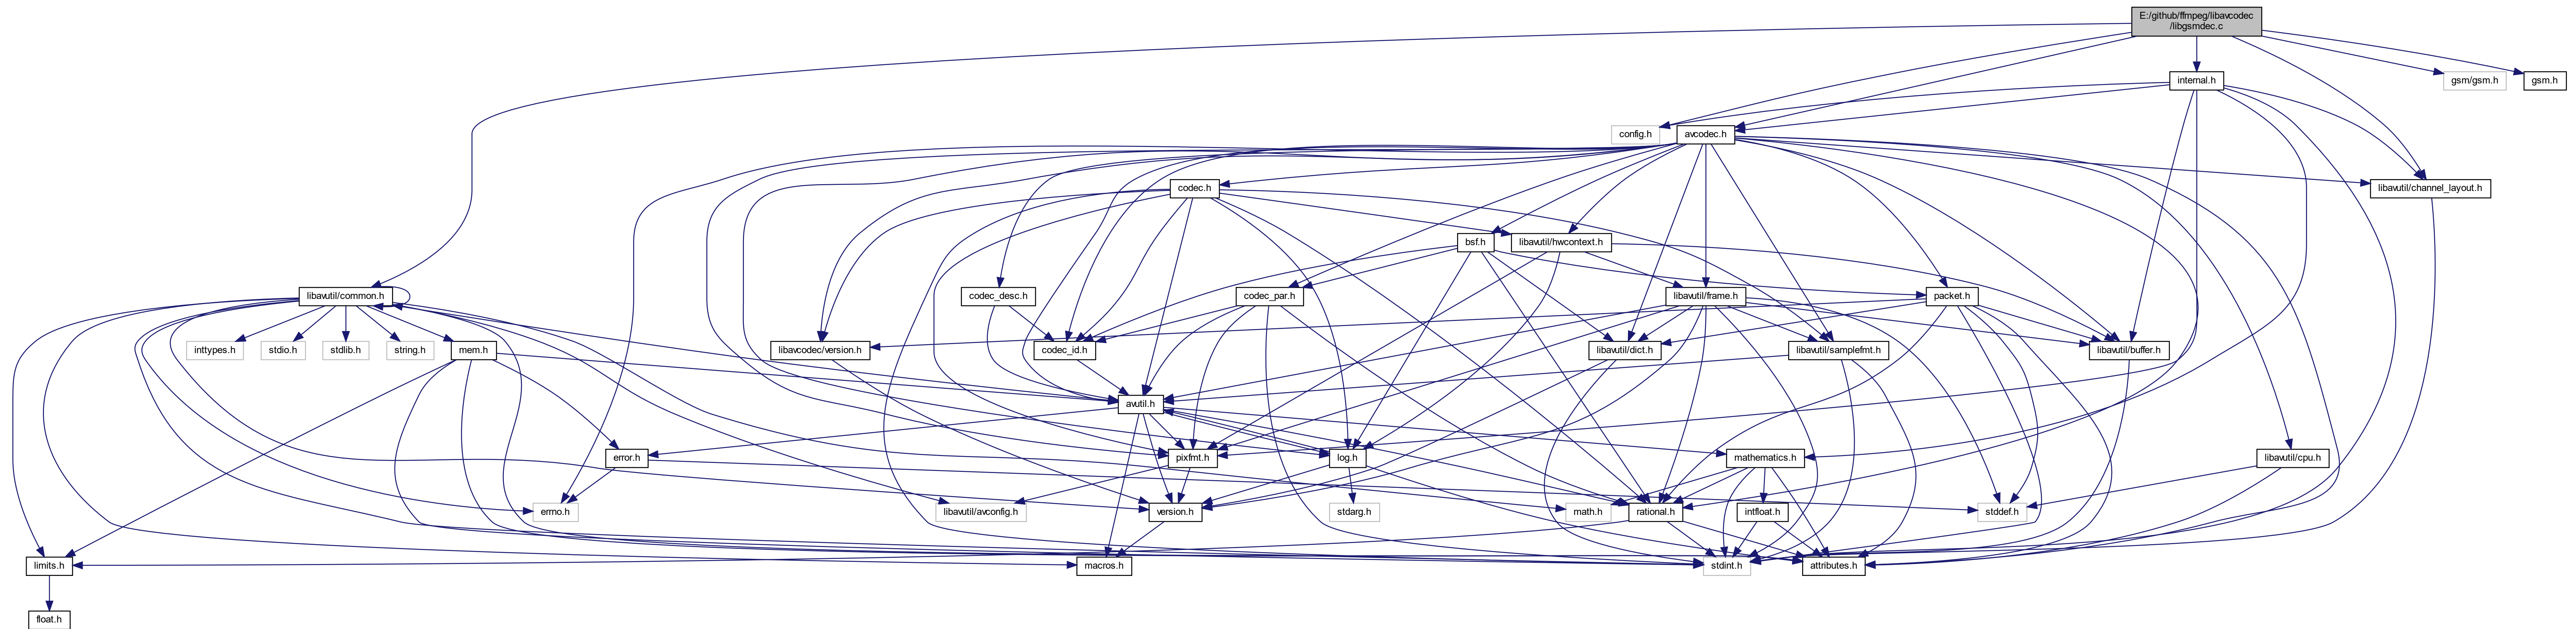 E:/github/ffmpeg/libavcodec
/libgsmdec.c
internal.h
gsm/gsm.h
gsm.h
config.h
avcodec.h
codec.h
libavutil/channel_layout.h
bsf.h
libavutil/hwcontext.h
libavutil/common.h
codec_desc.h
codec_par.h
libavutil/frame.h
packet.h
inttypes.h
stdio.h
stdlib.h
string.h
mem.h
libavcodec/version.h
codec_id.h
libavutil/dict.h
libavutil/samplefmt.h
libavutil/buffer.h
avutil.h
error.h
pixfmt.h
log.h
mathematics.h
libavutil/cpu.h
errno.h
libavutil/avconfig.h
version.h
stdarg.h
math.h
rational.h
intfloat.h
stddef.h
limits.h
macros.h
stdint.h
attributes.h
float.h